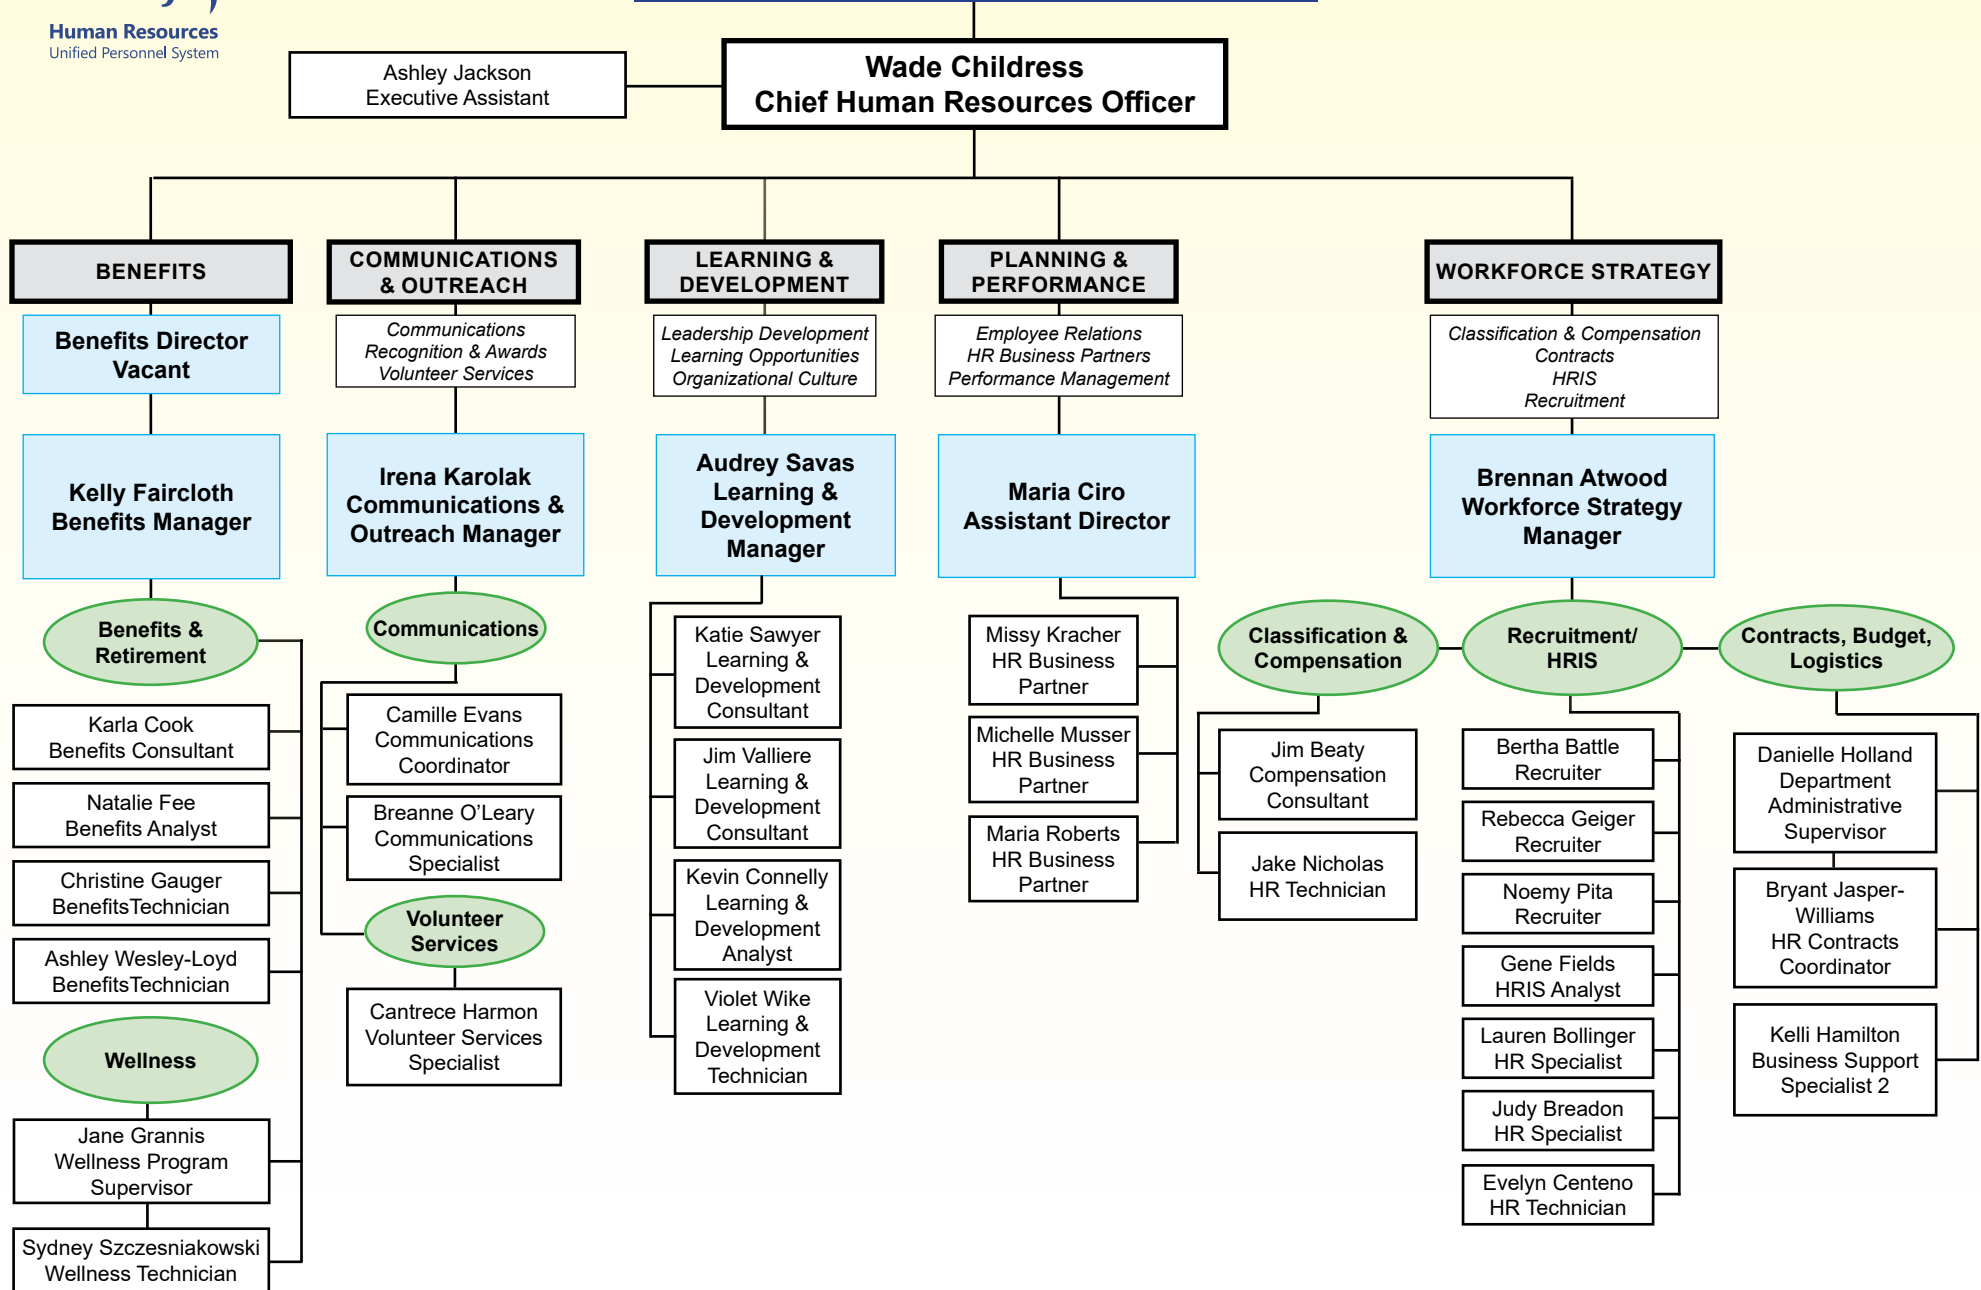 Human Resources
Unified Personnel System
Ashley Jackson
Executive Assistant
Wade Childress
Chief Human Resources Officer
BENEFITS
Benefits Director
Vacant
Kelly Faircloth
Benefits Manager
Benefits &
Retirement
Karla Cook
Benefits Consultant
Natalie Fee
Benefits Analyst
Christine Gauger
BenefitsTechnician
Ashley Wesley-Loyd
BenefitsTechnician
Wellness
Jane Grannis
Wellness Program
Supervisor
Sydney Szczesniakowski
Wellness Technician
COMMUNICATIONS
& OUTREACH
Communications
Recognition & Awards
Volunteer Services
Irena Karolak
Communications &
Outreach Manager
Communications
Camille Evans
Communications
Coordinator
Breanne O’Leary
Communications
Specialist
Volunteer
Services
Cantrece Harmon
Volunteer Services
Specialist
LEARNING &
DEVELOPMENT
Leadership Development
Learning Opportunities
Organizational Culture
Audrey Savas
Learning &
Development
Manager
Katie Sawyer
Learning &
Development
Consultant
Jim Valliere
Learning &
Development
Consultant
Kevin Connelly
Learning &
Development
Analyst
Violet Wike
Learning &
Development
Technician
PLANNING &
PERFORMANCE
Employee Relations
HR Business Partners
Performance Management
Maria Ciro
Assistant Director
Missy Kracher
HR Business
Partner
Michelle Musser
HR Business
Partner
Maria Roberts
HR Business
Partner
WORKFORCE STRATEGY
Classification & Compensation
Contracts
HRIS
Recruitment
Brennan Atwood
Workforce Strategy
Manager
Classification &
Compensation
Jim Beaty
Compensation
Consultant
Jake Nicholas
HR Technician
Recruitment/
HRIS
Bertha Battle
Recruiter
Rebecca Geiger
Recruiter
Noemy Pita
Recruiter
Gene Fields
HRIS Analyst
Lauren Bollinger
HR Specialist
Judy Breadon
HR Specialist
Evelyn Centeno
HR Technician
Contracts, Budget,
Logistics
Danielle Holland
Department
Administrative
Supervisor
Bryant Jasper-
Williams
HR Contracts
Coordinator
Kelli Hamilton
Business Support
Specialist 2